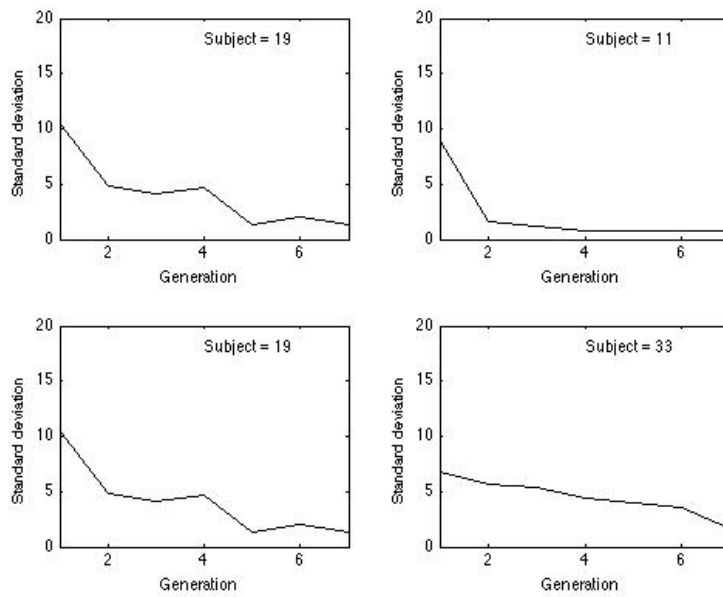 20
Subject = 19
15
10
5
0
Standard deviation
2 4 6
Generation
20
Subject = 11
15
10
5
0
Standard deviation
2 4 6
Generation
20
Subject = 19
15
10
5
0
Standard deviation
2 4 6
Generation
20
Subject = 33
15
10
5
0
Standard deviation
2 4 6
Generation